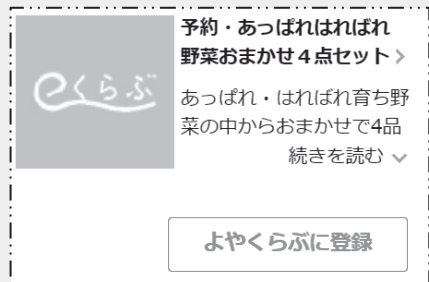 eくらぶ
予約・あっぱれはればれ
野菜おまかせ４点セット
あっぱれ・はればれ育ち野
菜の中からおまかせで4品
続きを読む
よやくらぶに登録